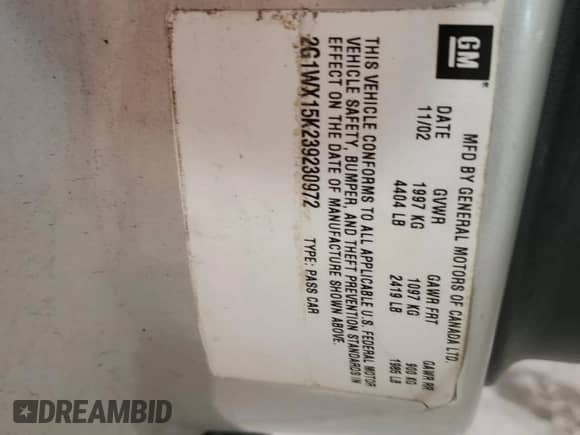 GM
MFD BY GENERAL MOTORS OF CANADA LTD.
DATE GVWR GAWR FRT GAWR RR
11/02 1997 KG 1097 KG 900 KG
4404 LB 2419 LB 1985 LB
THIS VEHICLE CONFORMS TO ALL APPLICABLE U.S. FEDERAL MOTOR
VEHICLE SAFETY, BUMPER, AND THEFT PREVENTION STANDARDS IN
EFFECT ON THE DATE OF MANUFACTURE SHOWN ABOVE.
2G1WX15K239230972 TYPE: PASS CAR
DREAMBID